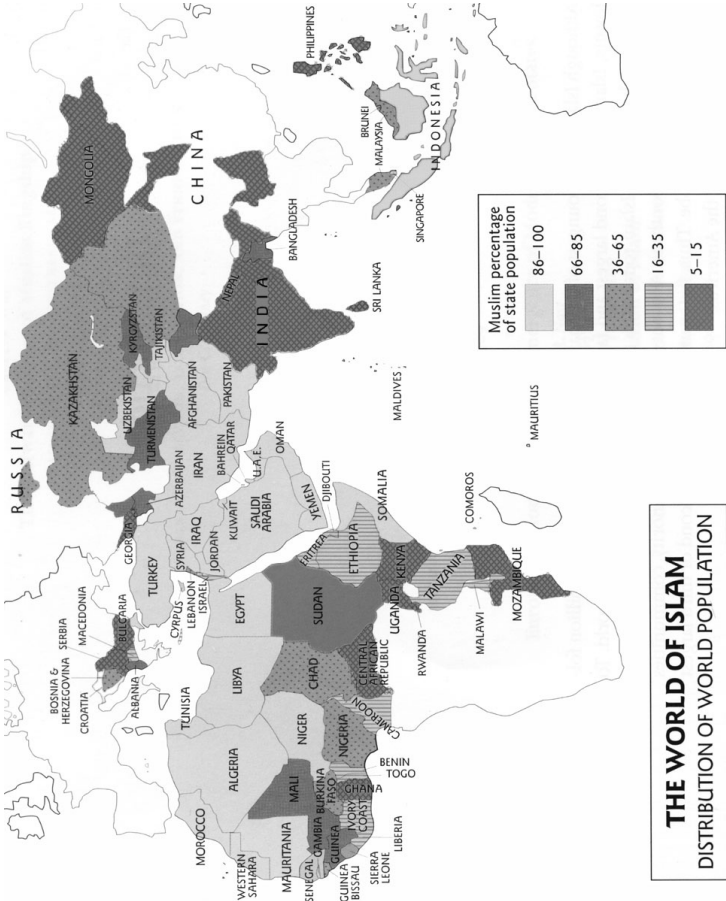 THE WORLD OF ISLAM
DISTRIBUTION OF WORLD POPULATION
Muslim percentage
of state population
86–100
66–85
36–65
16–35
5–15
RUSSIA
MONGOLIA
KAZAKHSTAN
CHINA
KYRGYZSTAN
TAJIKISTAN
UZBEKISTAN
TURMENISTAN
AFGHANISTAN
PAKISTAN
NEPAL
INDIA
BANGLADESH
SRI LANKA
MALDIVES
PHILIPPINES
BRUNEI
MALAYSIA
INDONESIA
SINGAPORE
GEORGIA
AZERBAIJAN
IRAN
BAHREIN
QATAR
U.A.E.
OMAN
TURKEY
SYRIA
IRAQ
JORDAN
KUWAIT
SAUDI
ARABIA
YEMEN
CYRPUS
LEBANON
ISRAEL
BOSNIA &
HERZEGOVINA
CROATIA
SERBIA
MACEDONIA
BULGARIA
ALBANIA
MOROCCO
WESTERN
SAHARA
ALGERIA
TUNISIA
LIBYA
EGYPT
MAURITANIA
MALI
NIGER
CHAD
SUDAN
ERITREA
DJIBOUTI
ETHIOPIA
SOMALIA
SENEGAL
GAMBIA
GUINEA
BISSAU
GUINEA
SIERRA
LEONE
LIBERIA
IVORY
COAST
BURKINA
FASO
GHANA
TOGO
BENIN
NIGERIA
CAMEROON
CENTRAL
AFRICAN
REPUBLIC
UGANDA
KENYA
RWANDA
TANZANIA
MALAWI
MOZAMBIQUE
COMOROS
MAURITIUS